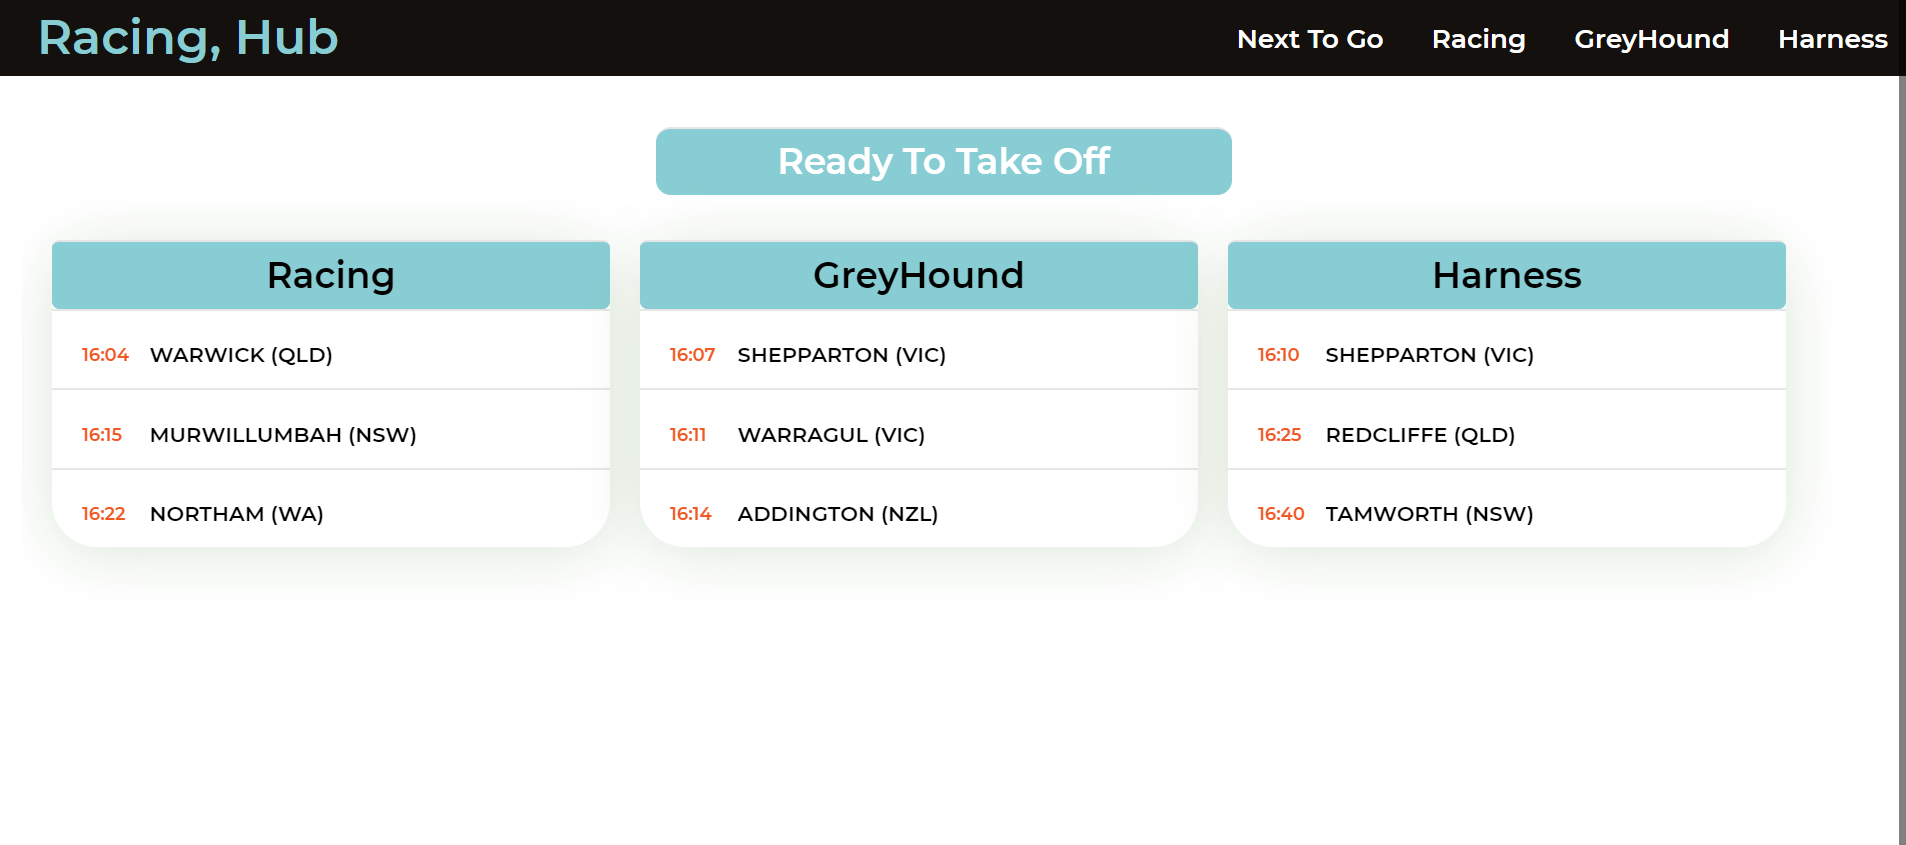 Racing, Hub
Next To Go Racing GreyHound Harness
Ready To Take Off
Racing
16:04 WARWICK (QLD)
16:15 MURWILLUMBAH (NSW)
16:22 NORTHAM (WA)
GreyHound
16:07 SHEPPARTON (VIC)
16:11 WARRAGUL (VIC)
16:14 ADDINGTON (NZL)
Harness
16:10 SHEPPARTON (VIC)
16:25 REDCLIFFE (QLD)
16:40 TAMWORTH (NSW)